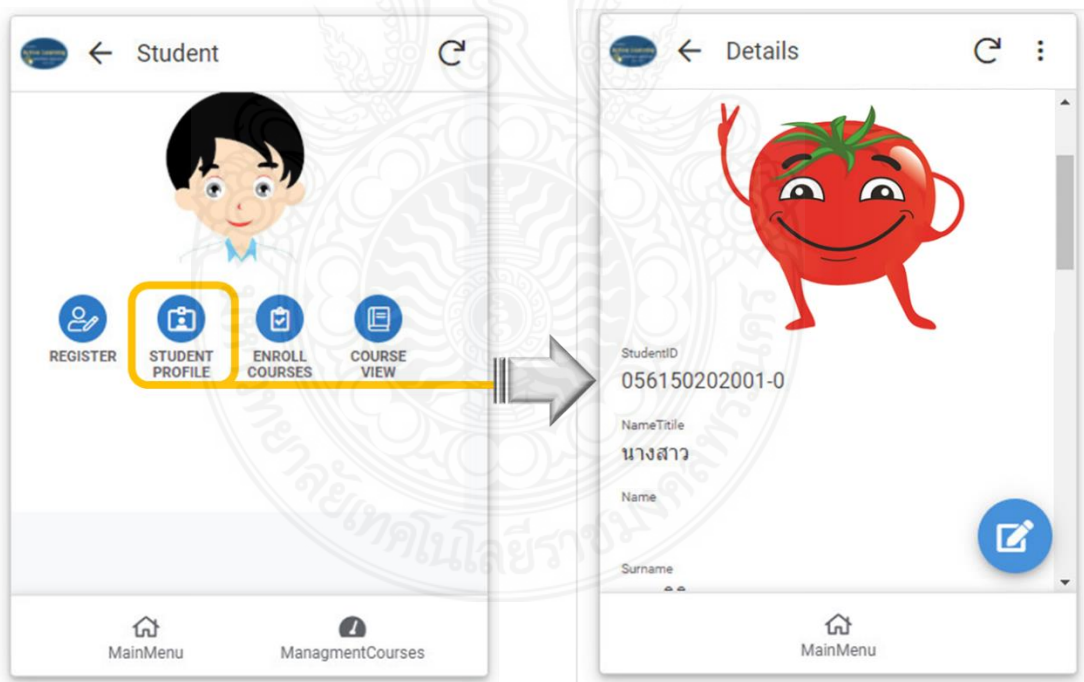 Student
REGISTER
STUDENT
PROFILE
ENROLL
COURSES
COURSE
VIEW
MainMenu
ManagmentCourses
Details
StudentID
056150202001-0
NameTitile
นางสาว
Name
Surname
MainMenu